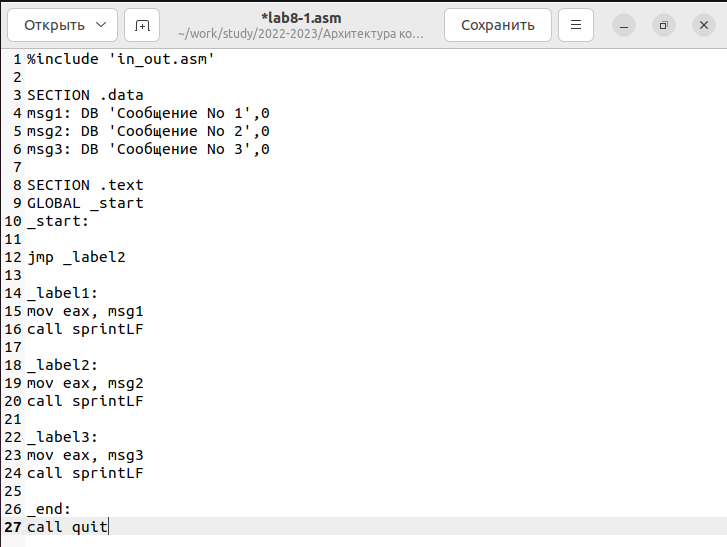 Открыть
*lab8-1.asm
~/work/study/2022-2023/Архитектура ко...
Сохранить
1 %include 'in_out.asm'
2
3 SECTION .data
4 msg1: DB 'Сообщение No 1',0
5 msg2: DB 'Сообщение No 2',0
6 msg3: DB 'Сообщение No 3',0
7
8 SECTION .text
9 GLOBAL _start
10 _start:
11
12 jmp _label2
13
14 _label1:
15 mov eax, msg1
16 call sprintLF
17
18 _label2:
19 mov eax, msg2
20 call sprintLF
21
22 _label3:
23 mov eax, msg3
24 call sprintLF
25
26 _end:
27 call quit